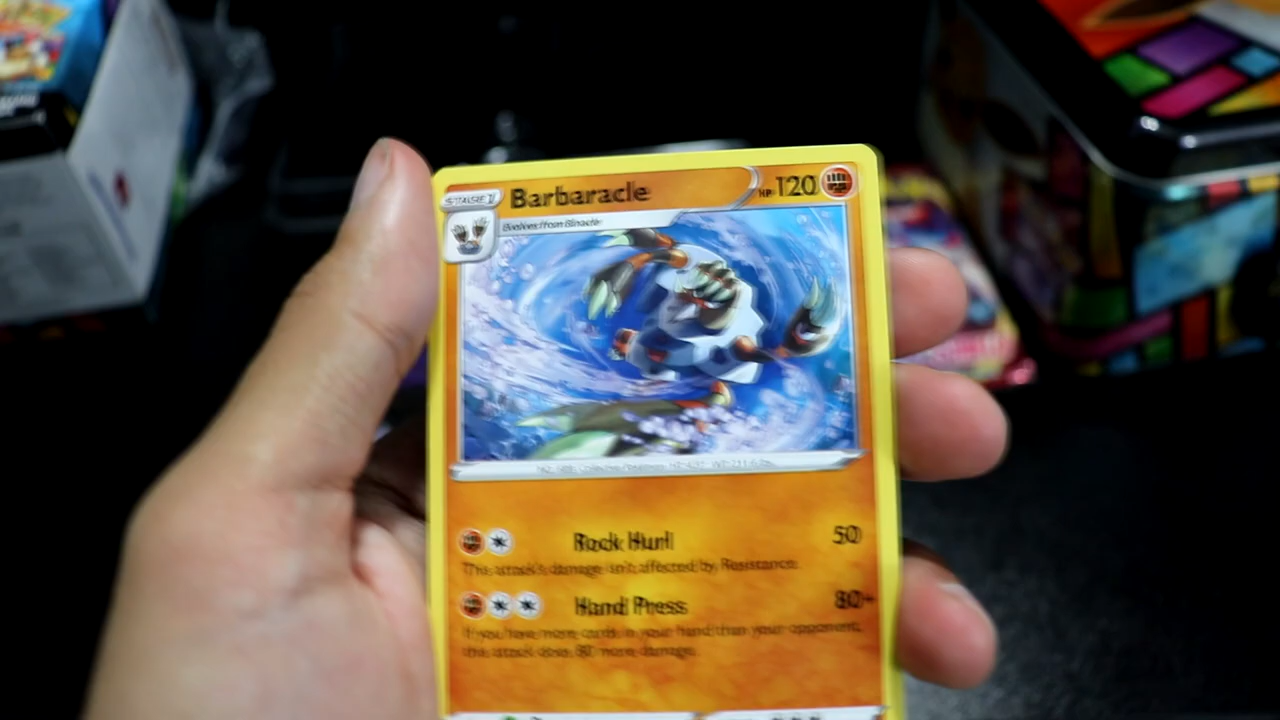 STAGE 1
Barbaracle
HP 120
Evolves from Binacle
Rock Hurl 50
This attack's damage isn't affected by Resistance.
Hand Press 80+
If you have more cards in your hand than your opponent,
this attack does 80 more damage.